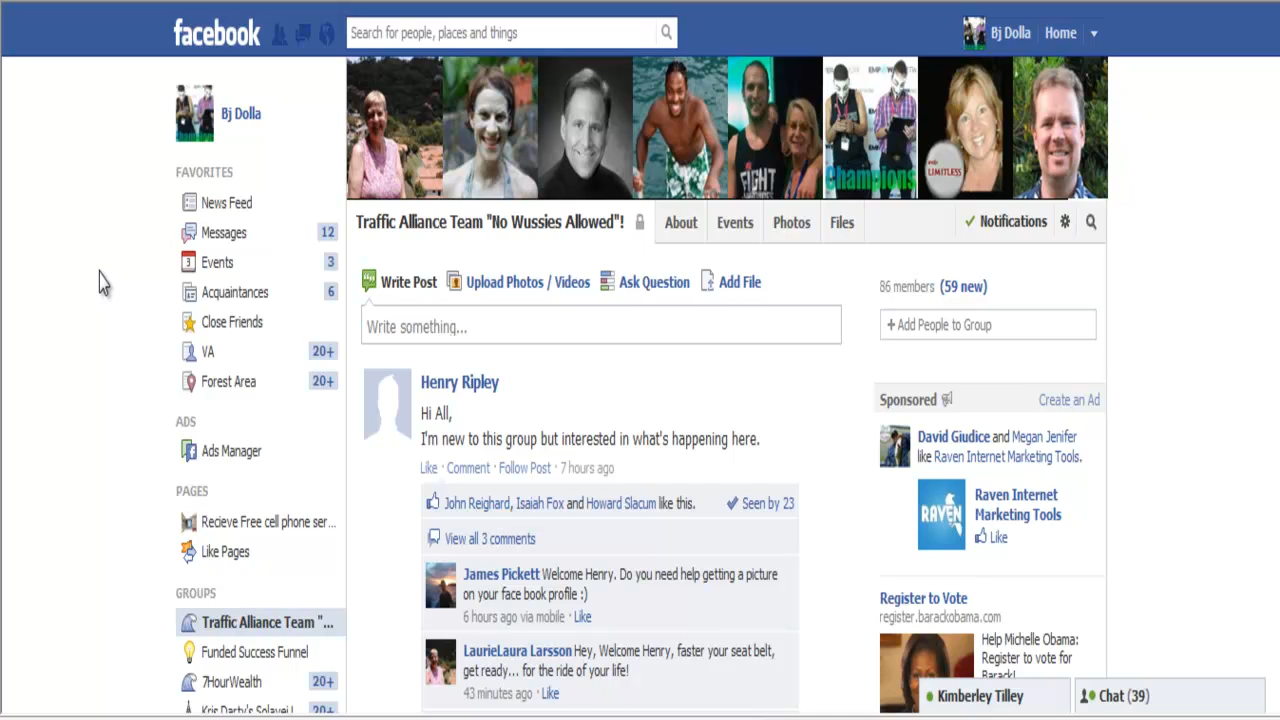 facebook
Search for people, places and things
Bj Dolla
Home
Bj Dolla
FAVORITES
News Feed
Messages 12
3 Events 3
Acquaintances 6
Close Friends
VA 20+
Forest Area 20+
ADS
Ads Manager
PAGES
Recieve Free cell phone ser...
Like Pages
GROUPS
Traffic Alliance Team "...
Funded Success Funnel
7HourWealth 20+
Kris Darty's Solavei I 20+
FIGHT
Champions
LIMITLESS
Traffic Alliance Team "No Wussies Allowed"!
About
Events
Photos
Files
Notifications
Write Post
Upload Photos / Videos
Ask Question
Add File
Write something...
Henry Ripley
Hi All,
I'm new to this group but interested in what's happening here.
Like · Comment · Follow Post · 7 hours ago
John Reighard, Isaiah Fox and Howard Slacum like this.
Seen by 23
View all 3 comments
James Pickett Welcome Henry. Do you need help getting a picture
on your face book profile :)
6 hours ago via mobile · Like
LaurieLaura Larsson Hey, Welcome Henry, faster your seat belt,
get ready... for the ride of your life!
43 minutes ago · Like
86 members (59 new)
+ Add People to Group
Sponsored
Create an Ad
David Giudice and Megan Jenifer
like Raven Internet Marketing Tools.
RAVEN
Raven Internet
Marketing Tools
Like
Register to Vote
register.barackobama.com
Help Michelle Obama:
Register to vote for
Barack!
Kimberley Tilley
Chat (39)